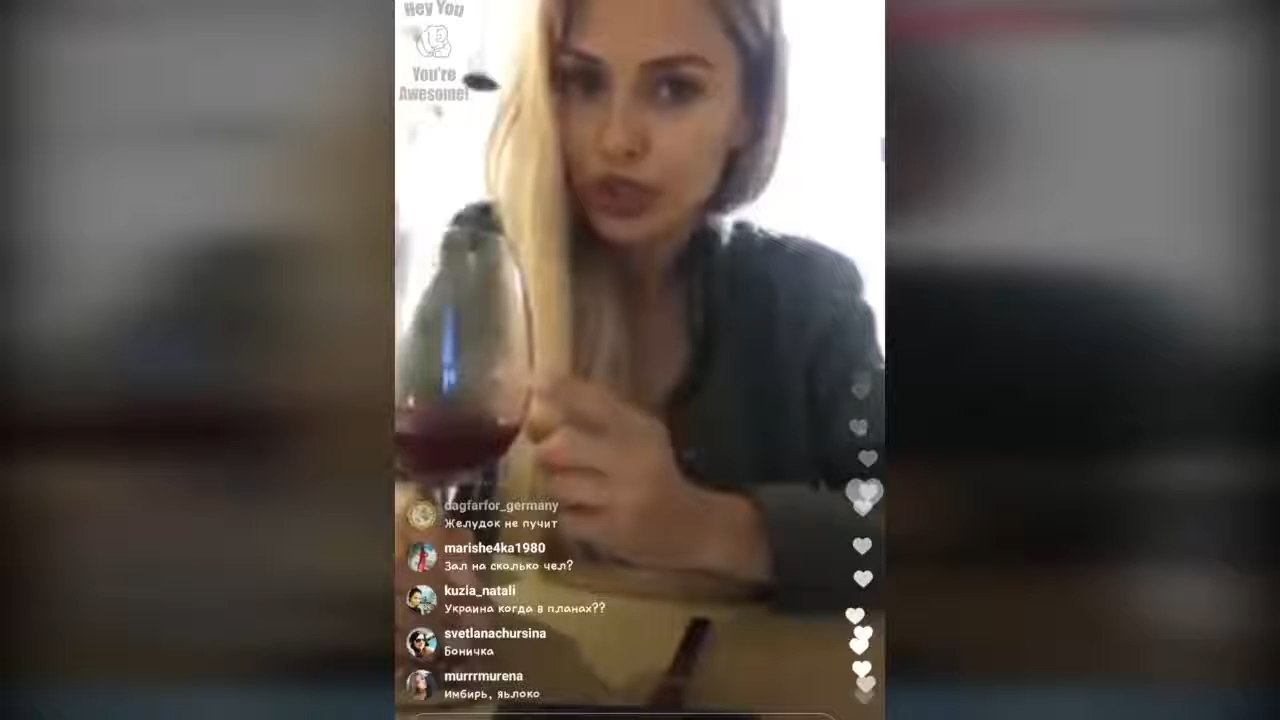 Hey You
You're
Awesome!
dagfarfor_germany
Желудок не пучит
marishe4ka1980
Зал на сколько чел?
kuzia_natali
Украина когда в планах??
svetlanachursina
Боничка
murrrmurena
имбирь, яьлоко